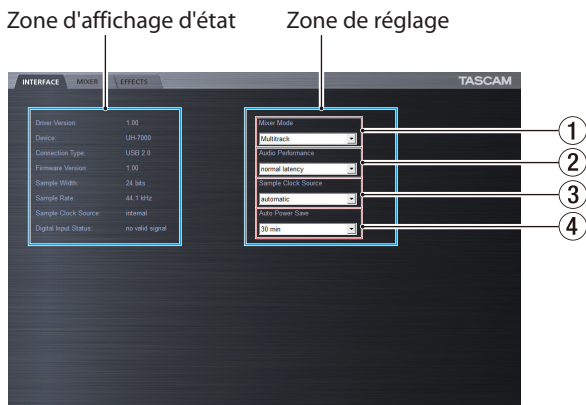 Zone d'affichage d'état Zone de réglage
INTERFACE MIXER EFFECTS TASCAM
Driver Version: 1.00
Device: UH-7000
Connection Type: USB 2.0
Firmware Version: 1.00
Sample Width: 24 bits
Sample Rate: 44.1 kHz
Sample Clock Source: internal
Digital Input Status: no valid signal
Mixer Mode
Multitrack
①
Audio Performance
normal latency
②
Sample Clock Source
automatic
③
Auto Power Save
30 min
④